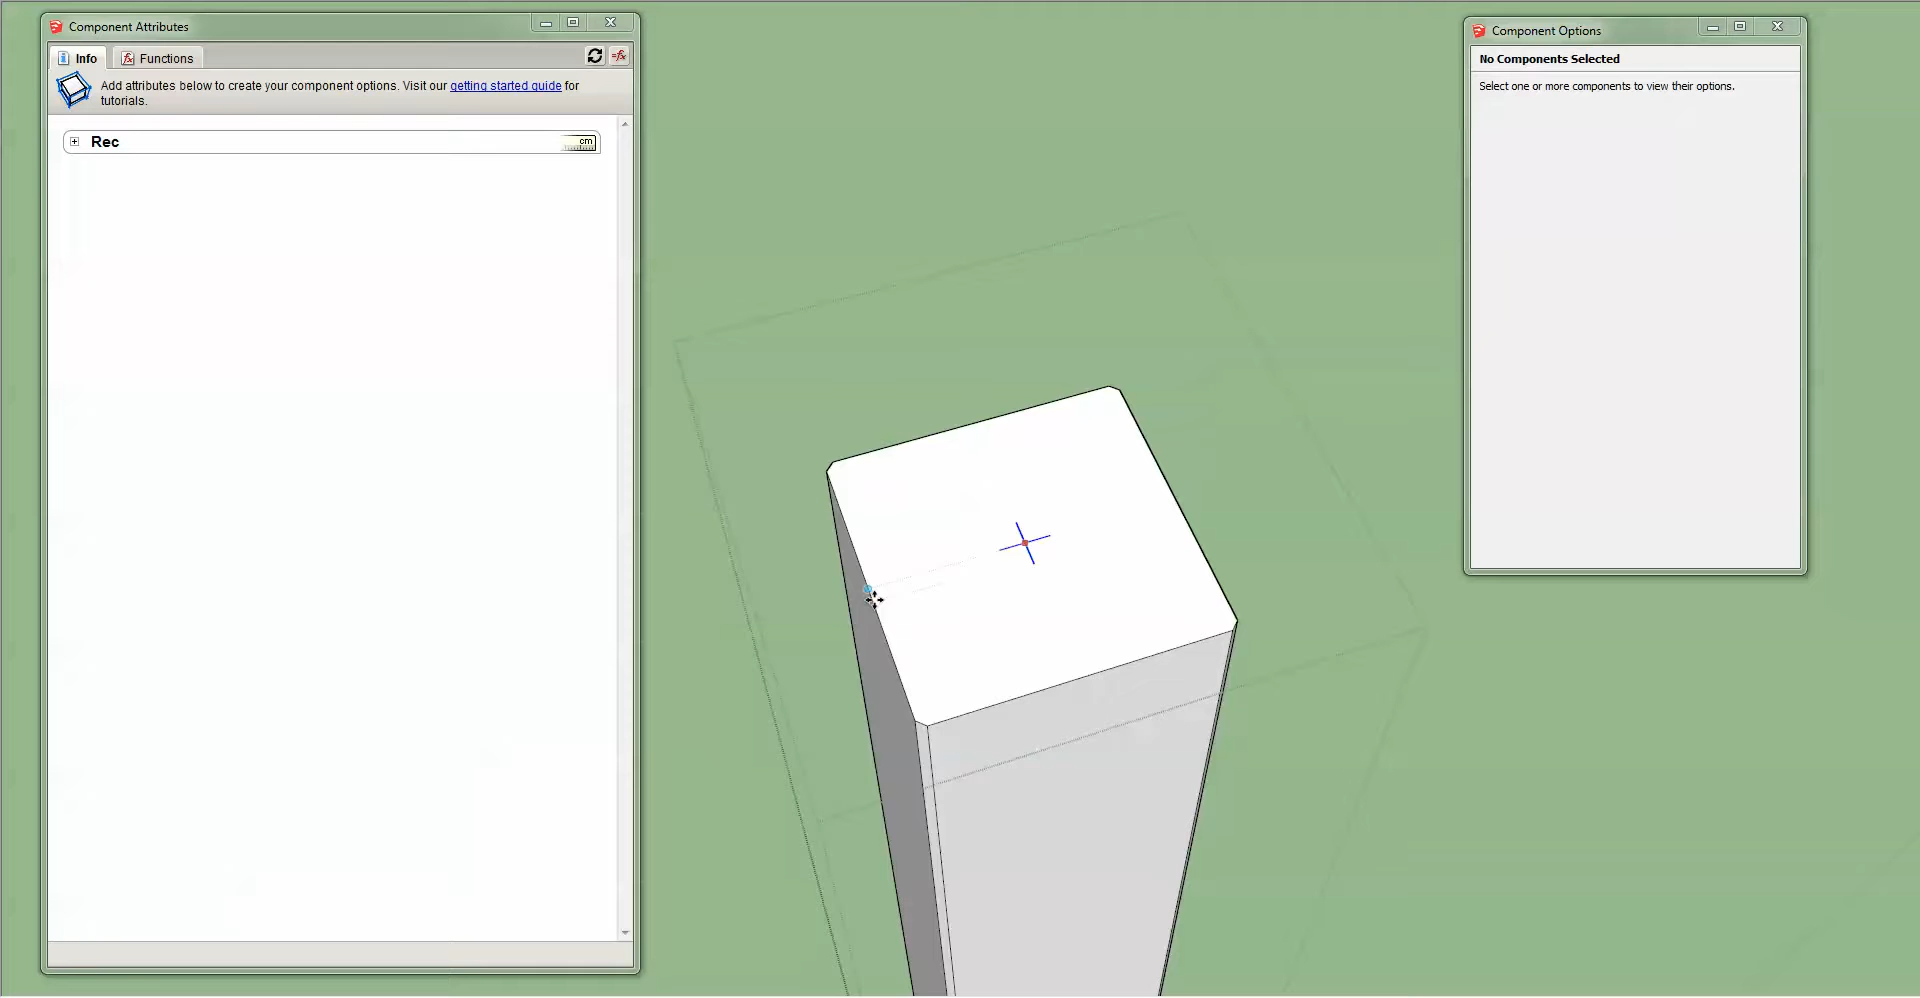 Component Attributes
Info
Functions
Add attributes below to create your component options. Visit our getting started guide for
tutorials.
Rec
cm
Component Options
No Components Selected
Select one or more components to view their options.